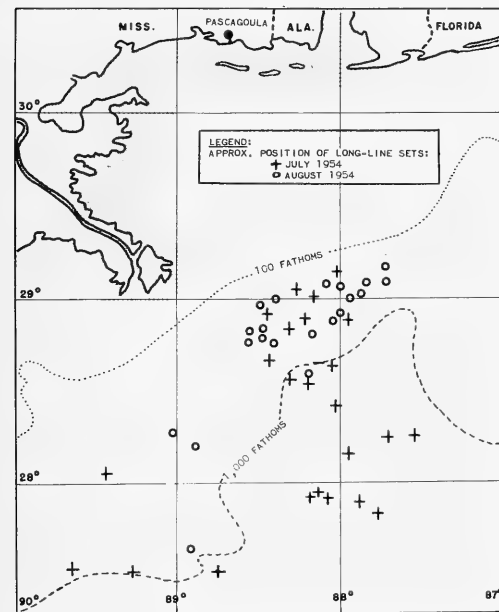 MISS.
PASCAGOULA
ALA.
FLORIDA
30°
LEGEND:
APPROX. POSITION OF LONG-LINE SETS:
+ JULY 1954
o AUGUST 1954
100 FATHOMS
29°
1,000 FATHOMS
28°
90°
89°
88°
87°